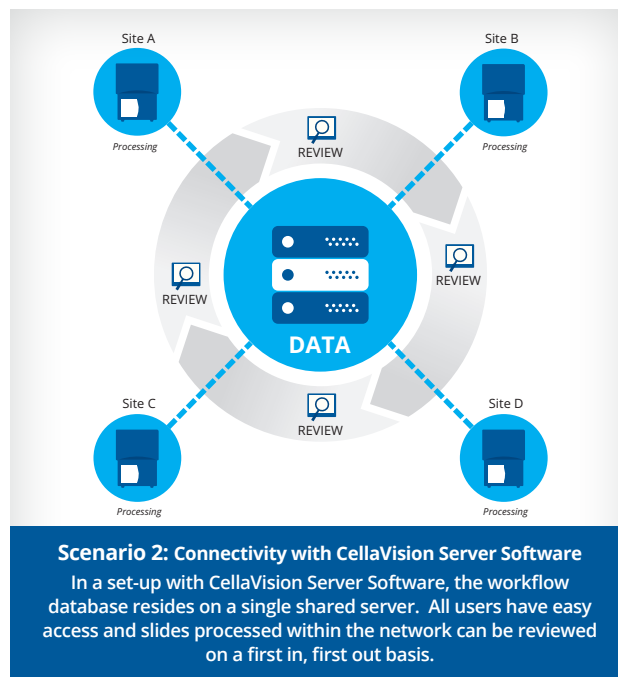 Site A
Site B
Processing
Processing
REVIEW
REVIEW
REVIEW
DATA
REVIEW
Site C
Site D
Processing
Processing
Scenario 2: Connectivity with CellaVision Server Software
In a set-up with CellaVision Server Software, the workflow
database resides on a single shared server.  All users have easy
access and slides processed within the network can be reviewed
on a first in, first out basis.